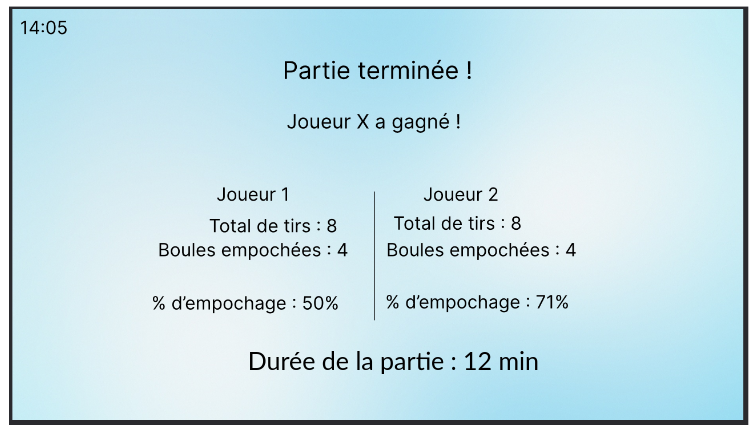 14:05
Partie terminée !
Joueur X a gagné !
Joueur 1
Total de tirs : 8
Boules empochées : 4
% d’empochage : 50%
Joueur 2
Total de tirs : 8
Boules empochées : 4
% d’empochage : 71%
Durée de la partie : 12 min